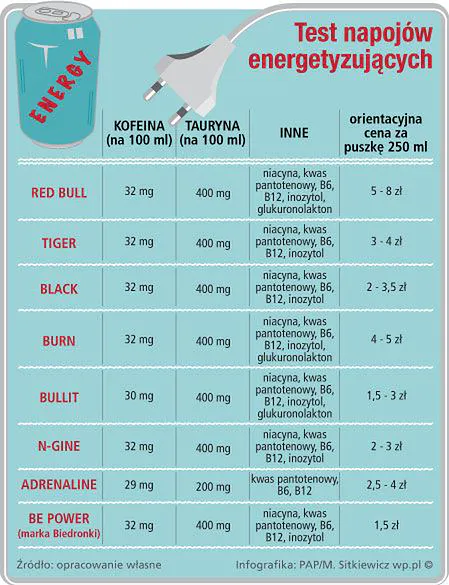 ENERGY
Test napojów
energetyzujących
KOFEINA
(na 100 ml)
TAURYNA
(na 100 ml)
INNE
orientacyjna
cena za
puszkę 250 ml
RED BULL
32 mg
400 mg
niacyna, kwas
pantotenowy, B6,
B12, inozytol,
glukuronolakton
5 - 8 zł
TIGER
32 mg
400 mg
niacyna, kwas
pantotenowy, B6,
B12, inozytol
3 - 4 zł
BLACK
32 mg
400 mg
niacyna, kwas
pantotenowy, B6,
B12, inozytol
2 - 3,5 zł
BURN
32 mg
400 mg
niacyna, kwas
pantotenowy, B6,
B12, inozytol,
glukuronolakton
4 - 5 zł
BULLIT
30 mg
400 mg
niacyna, kwas
pantotenowy, B6,
B12, inozytol,
glukuronolakton
1,5 - 3 zł
N-GINE
32 mg
400 mg
niacyna, kwas
pantotenowy, B6,
B12, inozytol
2 - 3 zł
ADRENALINE
29 mg
200 mg
kwas pantotenowy,
B6, B12
2,5 - 4 zł
BE POWER
(marka Biedronki)
32 mg
400 mg
niacyna, kwas
pantotenowy, B6,
B12, inozytol
1,5 zł
Źródło: opracowanie własne
Infografika: PAP/M. Sitkiewicz wp.pl ©